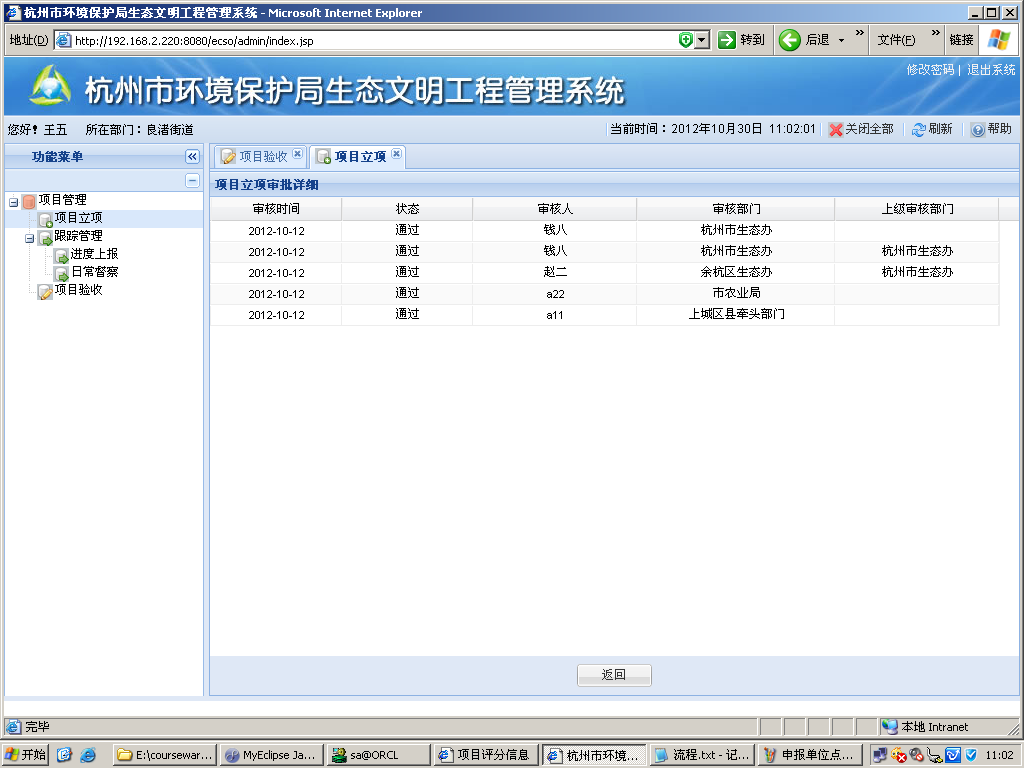 杭州市环境保护局生态文明工程管理系统 - Microsoft Internet Explorer
地址(D) http://192.168.2.220:8080/ecso/admin/index.jsp 转到 后退 » 文件(F) » 链接
修改密码 | 退出系统
杭州市环境保护局生态文明工程管理系统
您好! 王五 所在部门:良渚街道 当前时间:2012年10月30日 11:02:01 关闭全部 刷新 帮助
功能菜单
项目验收 项目立项
项目立项审批详细
项目管理
项目立项
跟踪管理
进度上报
日常督察
项目验收
审核时间 状态 审核人 审核部门 上级审核部门
2012-10-12 通过 钱八 杭州市生态办
2012-10-12 通过 钱八 杭州市生态办 杭州市生态办
2012-10-12 通过 赵二 余杭区生态办 杭州市生态办
2012-10-12 通过 a22 市农业局
2012-10-12 通过 a11 上城区县牵头部门
返回
完毕 本地 Intranet
开始 E:\coursewar... MyEclipse Ja... sa@ORCL 项目评分信息 杭州市环境... 流程.txt - 记... 申报单位点... 11:02